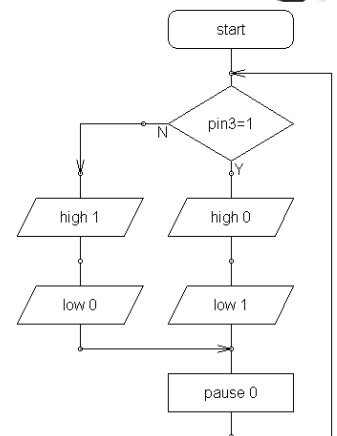 start
pin3=1
N
Y
high 1
high 0
low 0
low 1
pause 0